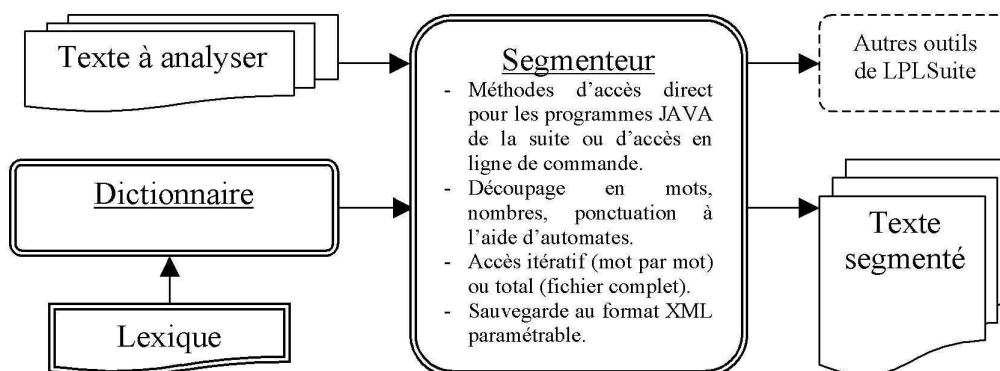 Texte à analyser
Dictionnaire
Lexique
Segmenteur
- Méthodes d'accès direct
pour les programmes JAVA
de la suite ou d'accès en
ligne de commande.
- Découpage en mots,
nombres, ponctuation à
l'aide d'automates.
- Accès itératif (mot par mot)
ou total (fichier complet).
- Sauvegarde au format XML
paramétrable.
Autres outils
de LPLSuite
Texte
segmenté